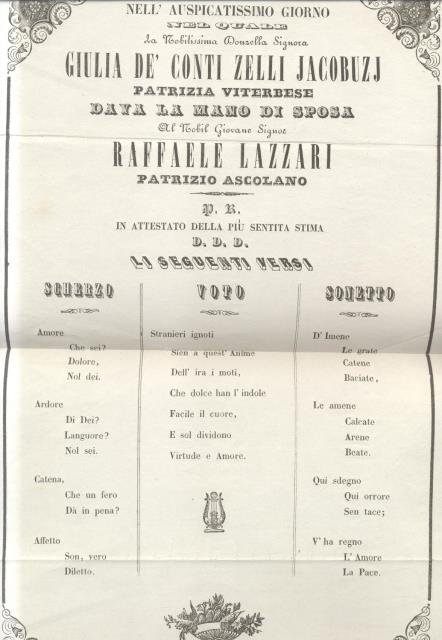 NELL' AUSPICATISSIMO GIORNO
NEL QUALE
La Nobilissima Donzella Signora
GIULIA DE' CONTI ZELLI JACOBUZJ
PATRIZIA VITERBESE
DAVA LA MANO DI SPOSA
Al Nobil Giovane Signor
RAFFAELE LAZZARI
PATRIZIO ASCOLANO
P. R.
IN ATTESTATO DELLA PIÙ SENTITA STIMA
D. D. D.
LI SEGUENTI VERSI
SCHERZO
Amore
Che sei?
Dolore,
Nol dei.
Ardore
Di Dei?
Languore?
Nol sei.
Catena,
Che un fero
Dà in pena?
Affetto
Son, vero
Diletto.
VOTO
Stranieri ignoti
Sien a quest' Anime
Dell' ira i moti,
Che dolce han l' indole
Facile il cuore,
E sol dividono
Virtude e Amore.
SONETTO
D' Imene
Le grate
Catene
Baciate,
Le amene
Calcate
Arene
Beate.
Qui sdegno
Qui orrore
Sen tace;
V' ha regno
L' Amore
La Pace.